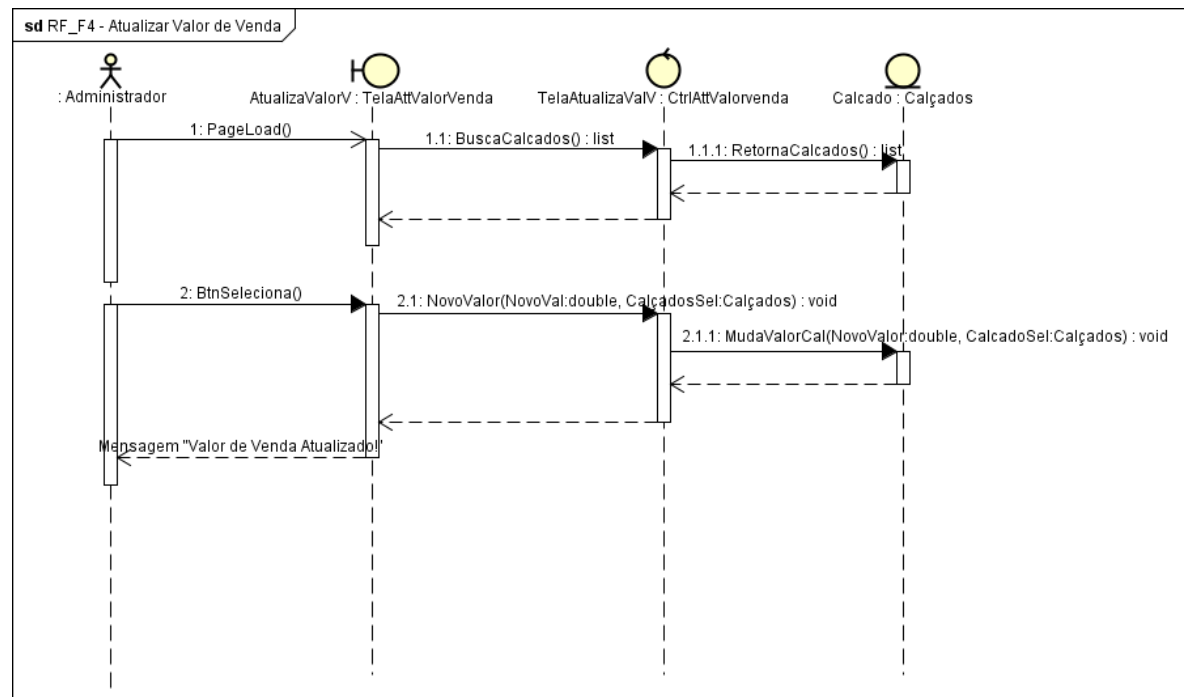 sd RF_F4 - Atualizar Valor de Venda
: Administrador
AtualizaValorV : TelaAttValorVenda
TelaAtualizaValV : CtrlAttValorvenda
Calcado : Calçados
1: PageLoad()
1.1: BuscaCalcados() : list
1.1.1: RetornaCalcados() : list
2: BtnSeleciona()
2.1: NovoValor(NovoVal:double, CalçadosSel:Calçados) : void
2.1.1: MudaValorCal(NovoValor:double, CalcadoSel:Calçados) : void
Mensagem "Valor de Venda Atualizado!"